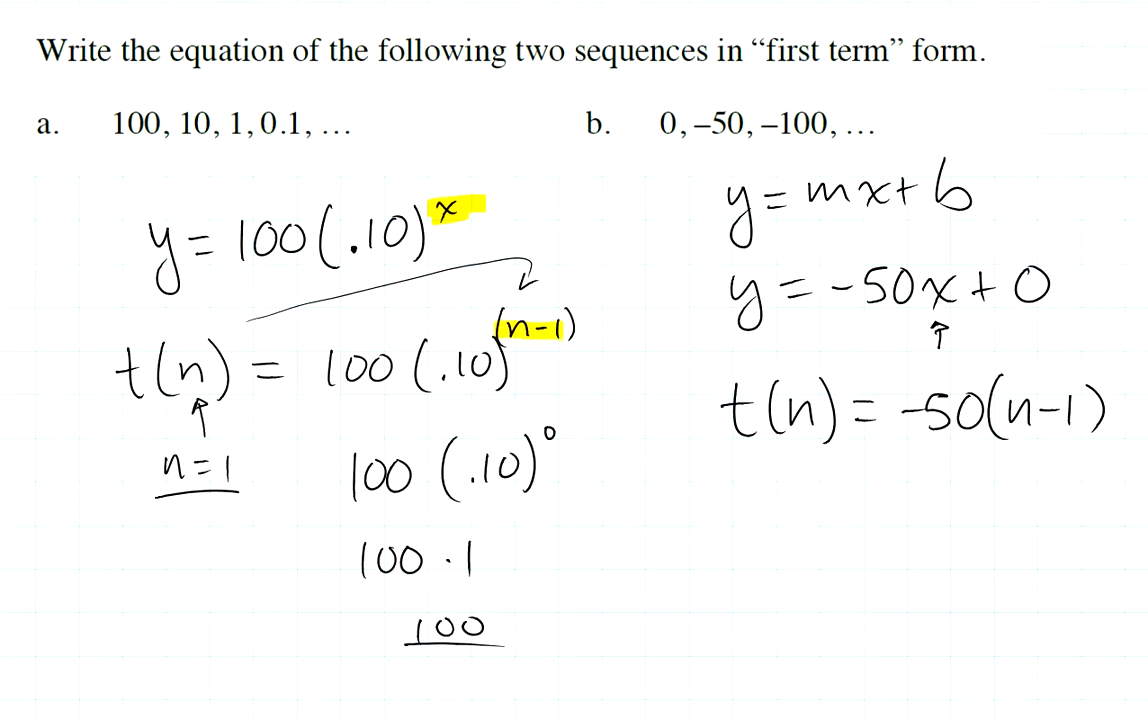 Write the equation of the following two sequences in “first term” form.
a. 100, 10, 1, 0.1, …
y = 100(.10)^x
t(n) = 100(.10)^(n-1)
n=1
100 (.10)^0
100 · 1
100
b. 0, –50, –100, …
y = mx + b
y = -50x + 0
t(n) = -50(n-1)